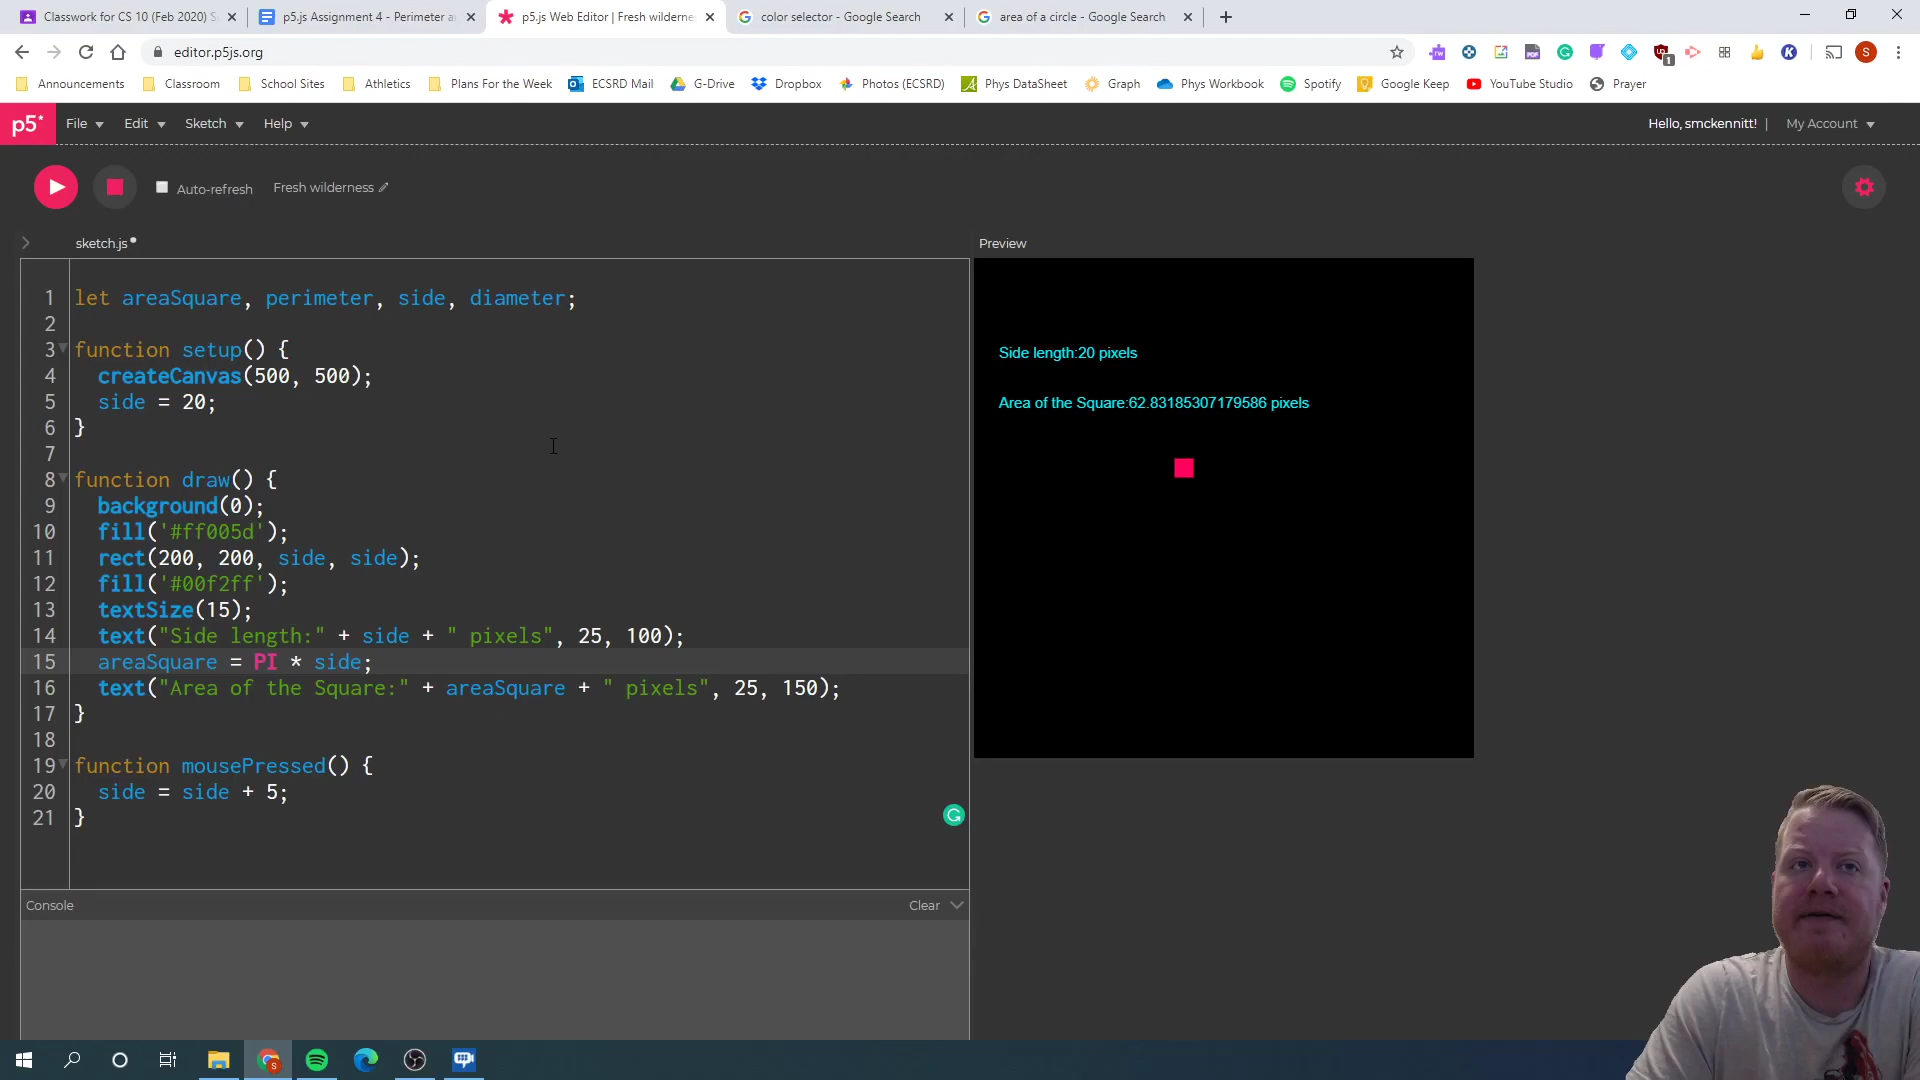 Classwork for CS 10 (Feb 2020) S
p5.js Assignment 4 - Perimeter a
p5.js Web Editor | Fresh wilderne
color selector - Google Search
area of a circle - Google Search
editor.p5js.org
Announcements
Classroom
School Sites
Athletics
Plans For the Week
ECSRD Mail
G-Drive
Dropbox
Photos (ECSRD)
Phys DataSheet
Graph
Phys Workbook
Spotify
Google Keep
YouTube Studio
Prayer
p5*
File
Edit
Sketch
Help
Hello, smckennitt! |
My Account
Auto-refresh
Fresh wilderness
sketch.js
Preview
1 let areaSquare, perimeter, side, diameter;
2
3 function setup() {
4 createCanvas(500, 500);
5 side = 20;
6 }
7
8 function draw() {
9 background(0);
10 fill('#ff005d');
11 rect(200, 200, side, side);
12 fill('#00f2ff');
13 textSize(15);
14 text("Side length:" + side + " pixels", 25, 100);
15 areaSquare = PI * side;
16 text("Area of the Square:" + areaSquare + " pixels", 25, 150);
17 }
18
19 function mousePressed() {
20 side = side + 5;
21 }
Side length:20 pixels
Area of the Square:62.83185307179586 pixels
Console
Clear